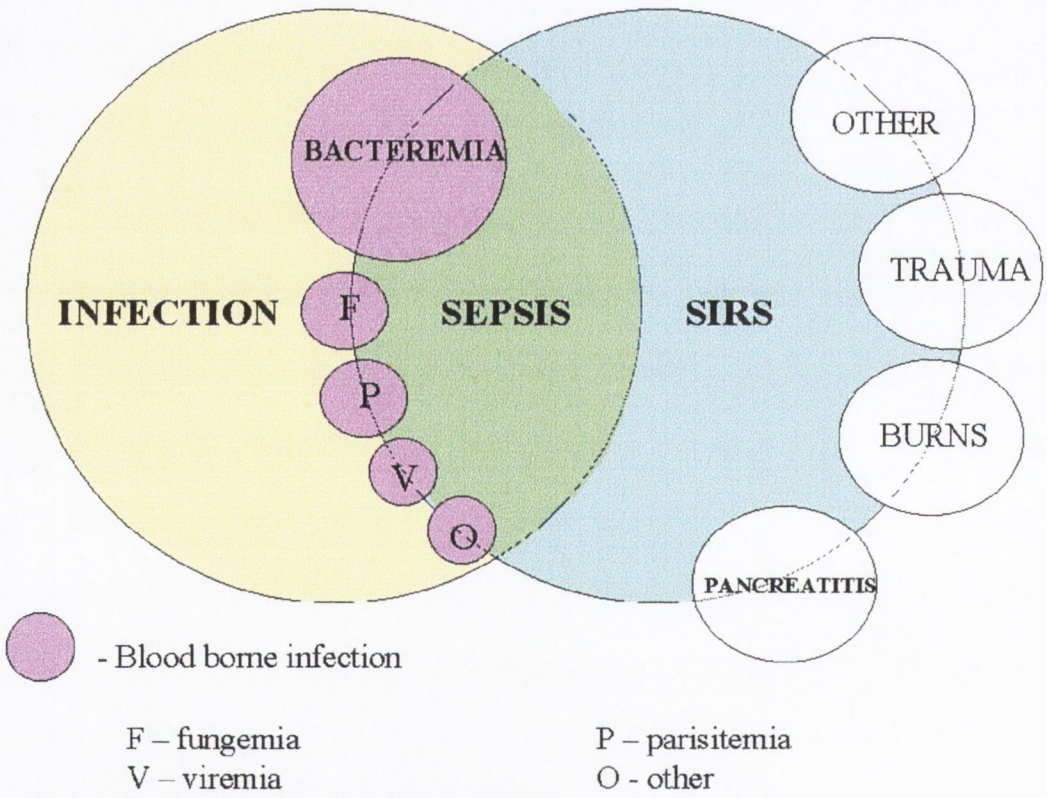 OTHER
BACTEREMIA
TRAUMA
INFECTION
F
SEPSIS
SIRS
P
BURNS
V
O
PANCREATITIS
- Blood borne infection
F – fungemia
P – parisitemia
V – viremia
O - other